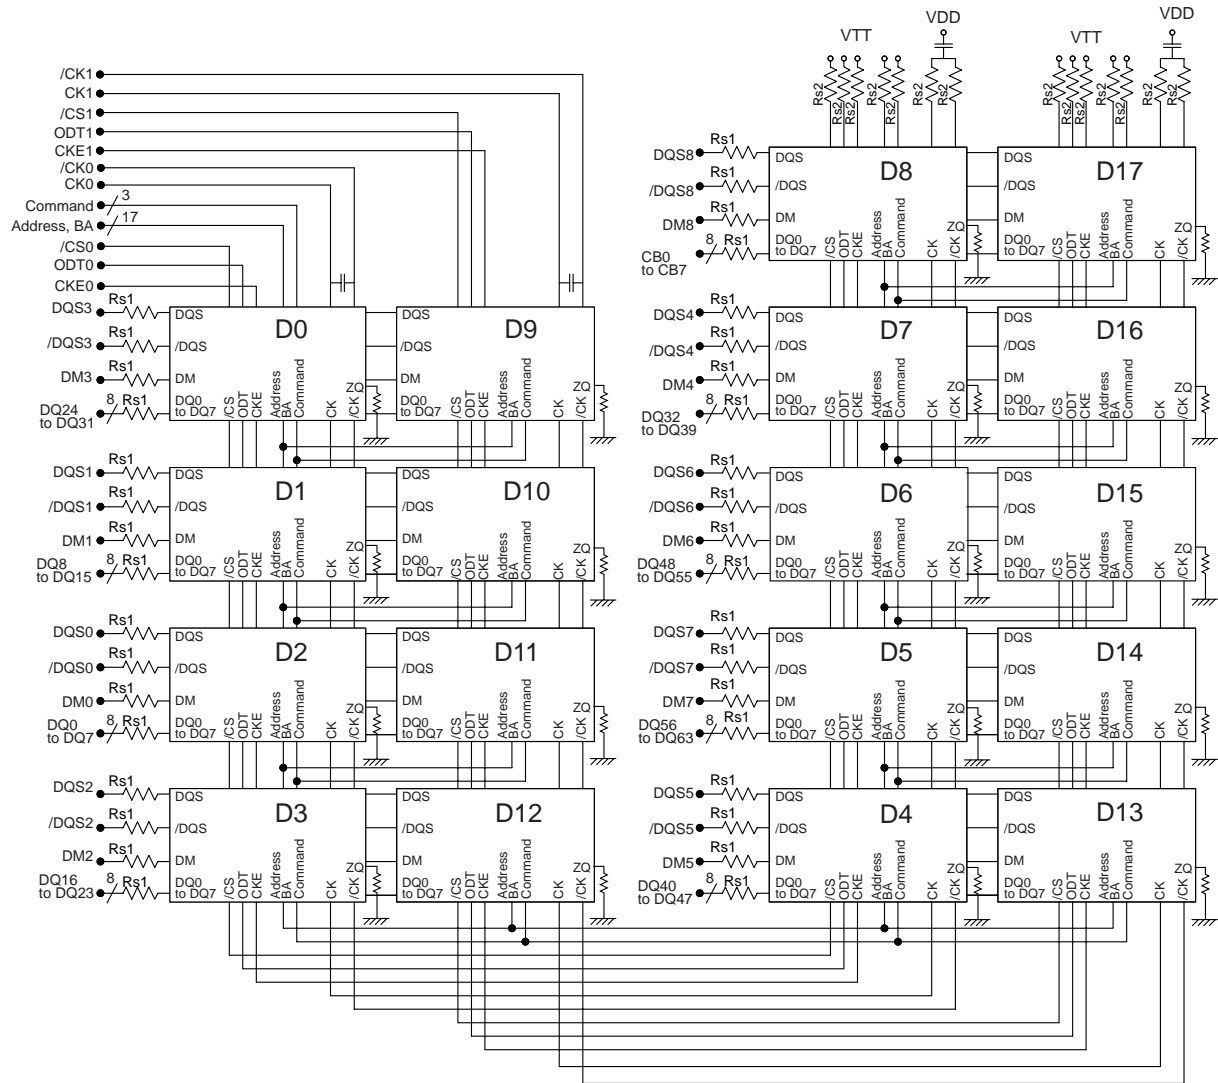 VDD
VDD
VTT
VTT
Rs2 Rs2 Rs2 Rs2 Rs2 Rs2 Rs2
Rs2 Rs2 Rs2 Rs2 Rs2 Rs2 Rs2
/CK1
CK1
/CS1
ODT1
CKE1
/CK0
CK0
Command 3
Address, BA 17
/CS0
ODT0
CKE0
DQS3 Rs1
/DQS3 Rs1
DM3 Rs1
DQ24
to DQ31 8 Rs1
D0
DQS
/DQS
DM
DQ0
to DQ7
/CS ODT CKE Address BA Command CK /CK ZQ
D9
DQS
/DQS
DM
DQ0
to DQ7
/CS ODT CKE Address BA Command CK /CK ZQ
DQS1 Rs1
/DQS1 Rs1
DM1 Rs1
DQ8
to DQ15 8 Rs1
D1
DQS
/DQS
DM
DQ0
to DQ7
/CS ODT CKE Address BA Command CK /CK ZQ
D10
DQS
/DQS
DM
DQ0
to DQ7
/CS ODT CKE Address BA Command CK /CK ZQ
DQS0 Rs1
/DQS0 Rs1
DM0 Rs1
DQ0
to DQ7 8 Rs1
D2
DQS
/DQS
DM
DQ0
to DQ7
/CS ODT CKE Address BA Command CK /CK ZQ
D11
DQS
/DQS
DM
DQ0
to DQ7
/CS ODT CKE Address BA Command CK /CK ZQ
DQS2 Rs1
/DQS2 Rs1
DM2 Rs1
DQ16
to DQ23 8 Rs1
D3
DQS
/DQS
DM
DQ0
to DQ7
/CS ODT CKE Address BA Command CK /CK ZQ
D12
DQS
/DQS
DM
DQ0
to DQ7
/CS ODT CKE Address BA Command CK /CK ZQ
DQS8 Rs1
/DQS8 Rs1
DM8 Rs1
CB0
to CB7 8 Rs1
D8
DQS
/DQS
DM
DQ0
to DQ7
/CS ODT CKE Address BA Command CK /CK ZQ
D17
DQS
/DQS
DM
DQ0
to DQ7
/CS ODT CKE Address BA Command CK /CK ZQ
DQS4 Rs1
/DQS4 Rs1
DM4 Rs1
DQ32
to DQ39 8 Rs1
D7
DQS
/DQS
DM
DQ0
to DQ7
/CS ODT CKE Address BA Command CK /CK ZQ
D16
DQS
/DQS
DM
DQ0
to DQ7
/CS ODT CKE Address BA Command CK /CK ZQ
DQS6 Rs1
/DQS6 Rs1
DM6 Rs1
DQ48
to DQ55 8 Rs1
D6
DQS
/DQS
DM
DQ0
to DQ7
/CS ODT CKE Address BA Command CK /CK ZQ
D15
DQS
/DQS
DM
DQ0
to DQ7
/CS ODT CKE Address BA Command CK /CK ZQ
DQS7 Rs1
/DQS7 Rs1
DM7 Rs1
DQ56
to DQ63 8 Rs1
D5
DQS
/DQS
DM
DQ0
to DQ7
/CS ODT CKE Address BA Command CK /CK ZQ
D14
DQS
/DQS
DM
DQ0
to DQ7
/CS ODT CKE Address BA Command CK /CK ZQ
DQS5 Rs1
/DQS5 Rs1
DM5 Rs1
DQ40
to DQ47 8 Rs1
D4
DQS
/DQS
DM
DQ0
to DQ7
/CS ODT CKE Address BA Command CK /CK ZQ
D13
DQS
/DQS
DM
DQ0
to DQ7
/CS ODT CKE Address BA Command CK /CK ZQ